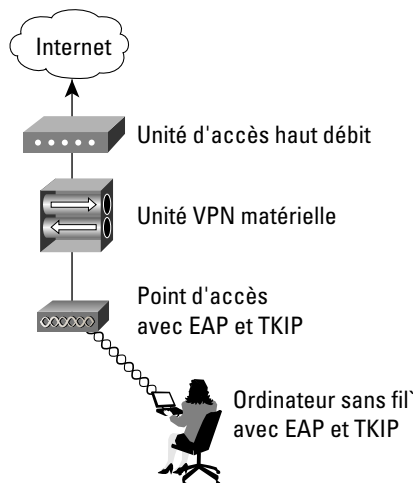 Internet
Unité d'accès haut débit
Unité VPN matérielle
Point d'accès
avec EAP et TKIP
Ordinateur sans fil`
avec EAP et TKIP